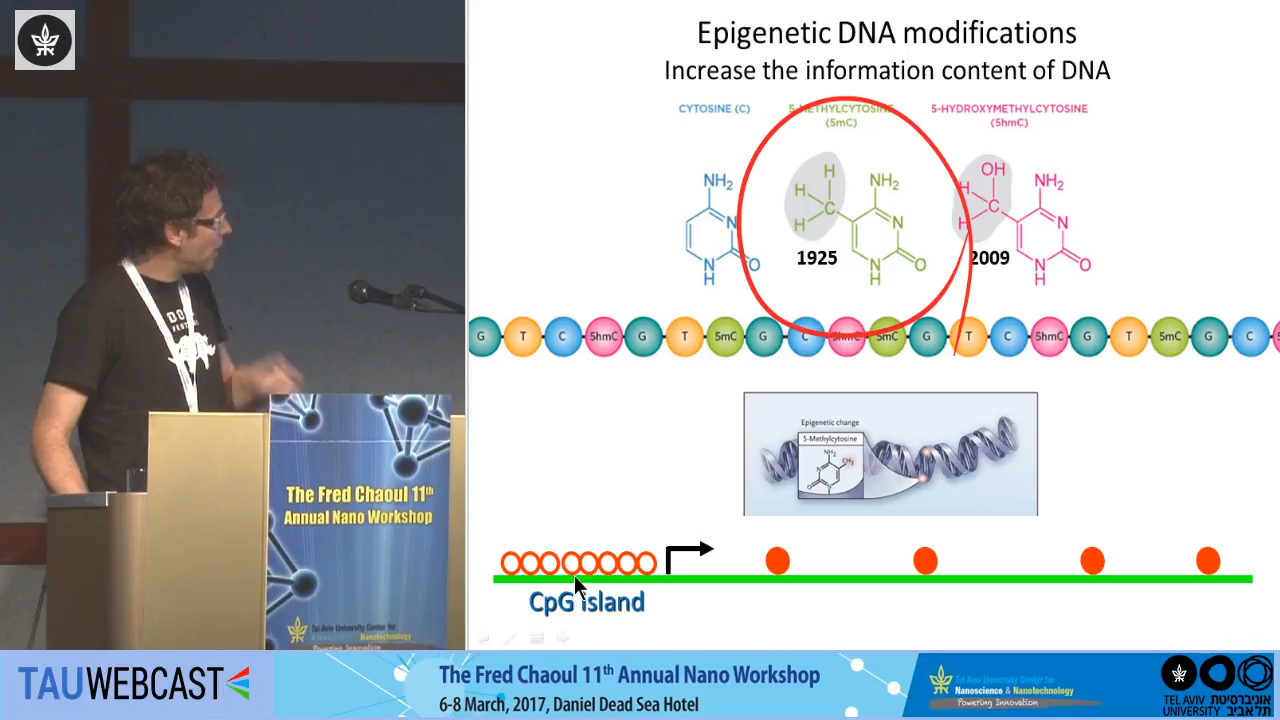 Epigenetic DNA modifications
Increase the information content of DNA
CYTOSINE (C)
5-METHYLCYTOSINE
(5mC)
5-HYDROXYMETHYLCYTOSINE
(5hmC)
NH2
N
N
H
O
H
H
C
H
NH2
N
N
H
O
OH
H
C
H
NH2
N
N
H
O
1925
2009
G T C 5hmC G T 5mC G C 5hmC 5mC G T C 5hmC G T 5mC G C
Epigenetic change
5-Methylcytosine
NH2
CH3
N
O
N
CpG island
The Fred Chaoul 11th
Annual Nano Workshop
Tel Aviv University Center for
Nanoscience & Nanotechnology
Powering Innovation
TAUWEBCAST
The Fred Chaoul 11th Annual Nano Workshop
6-8 March, 2017, Daniel Dead Sea Hotel
Tel Aviv University Center for
Nanoscience & Nanotechnology
Powering Innovation
TEL AVIV אוניברסיטת
UNIVERSITY תל אביב